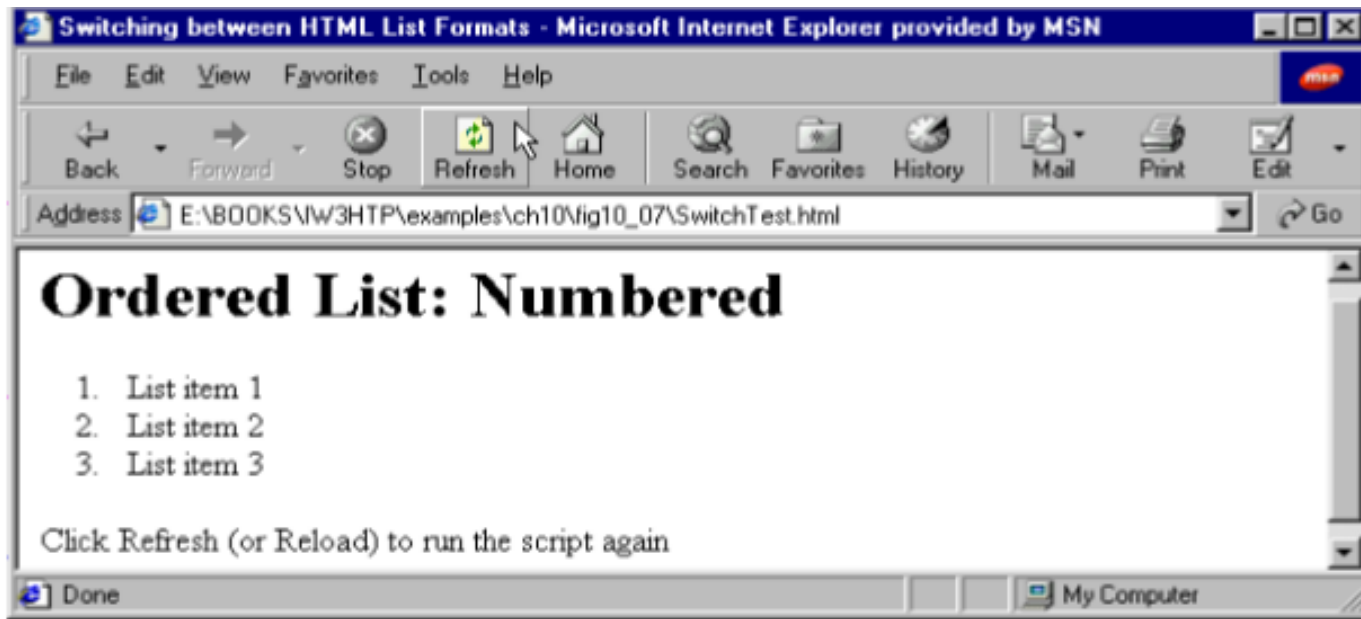 Switching between HTML List Formats - Microsoft Internet Explorer provided by MSN
File Edit View Favorites Tools Help
msn
Back Forward Stop Refresh Home Search Favorites History Mail Print Edit
Address E:\BOOKS\IW3HTP\examples\ch10\fig10_07\SwitchTest.html Go
Ordered List: Numbered
1. List item 1
2. List item 2
3. List item 3
Click Refresh (or Reload) to run the script again
Done My Computer